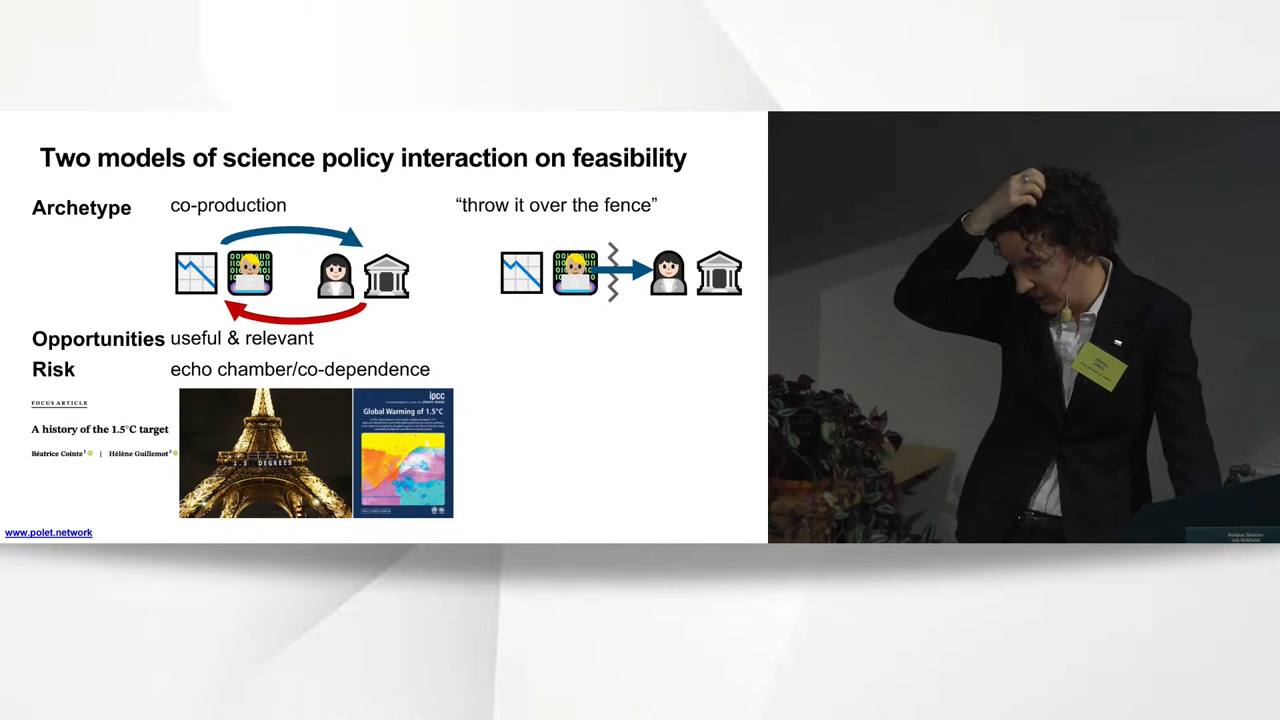 Two models of science policy interaction on feasibility
Archetype
co-production
“throw it over the fence”
Opportunities
useful & relevant
Risk
echo chamber/co-dependence
FOCUS ARTICLE
A history of the 1.5°C target
Béatrice Cointe¹ | Hélène Guillemot²
1.5 DEGREES
ipcc
Global Warming of 1.5°C
www.polet.network